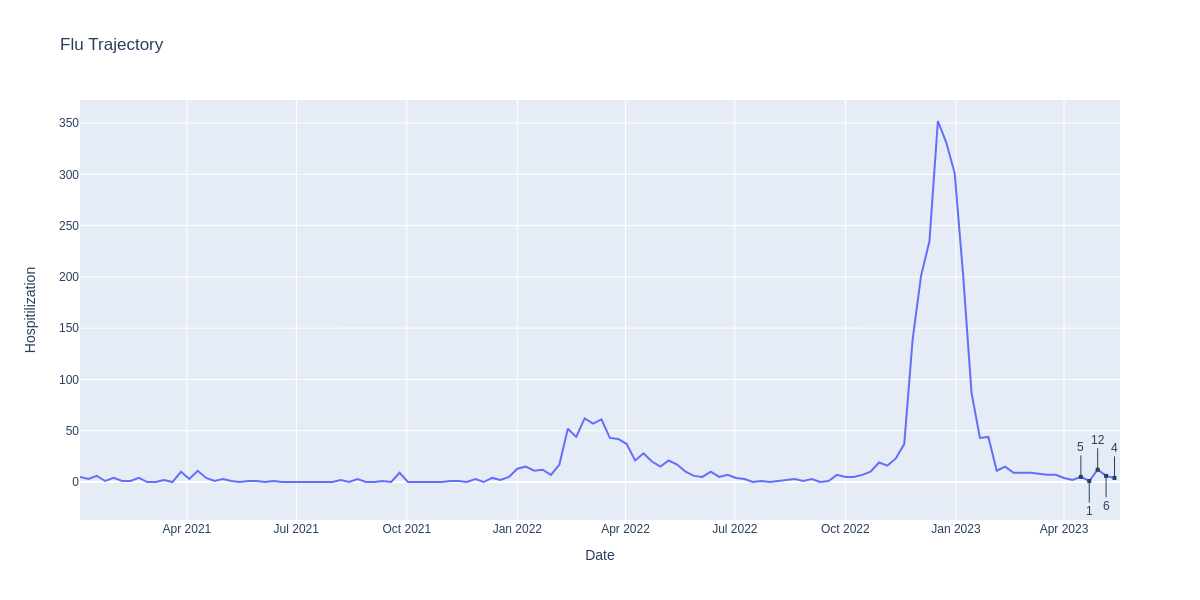 Flu Trajectory
350
300
250
200
150
100
50
0
Hospitilization
5
12
4
1
6
Apr 2021
Jul 2021
Oct 2021
Jan 2022
Apr 2022
Jul 2022
Oct 2022
Jan 2023
Apr 2023
Date